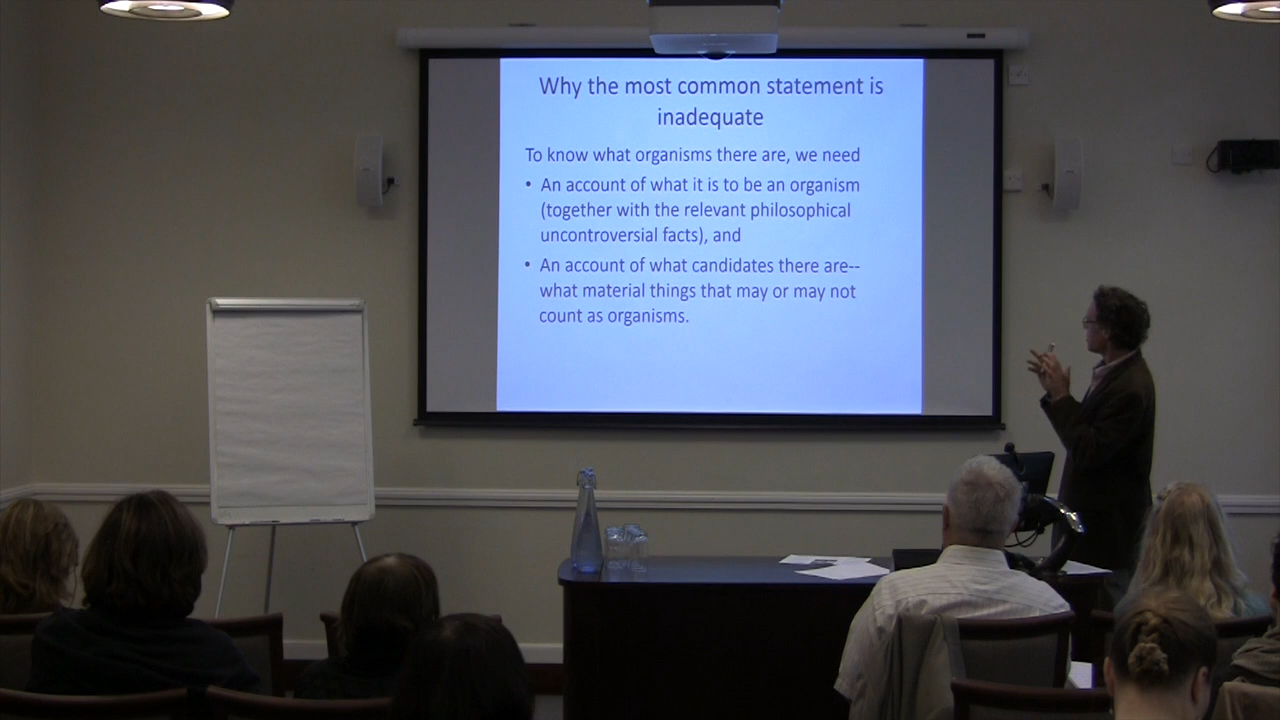 Why the most common statement is
inadequate
To know what organisms there are, we need
• An account of what it is to be an organism
(together with the relevant philosophical
uncontroversial facts), and
• An account of what candidates there are--
what material things that may or may not
count as organisms.